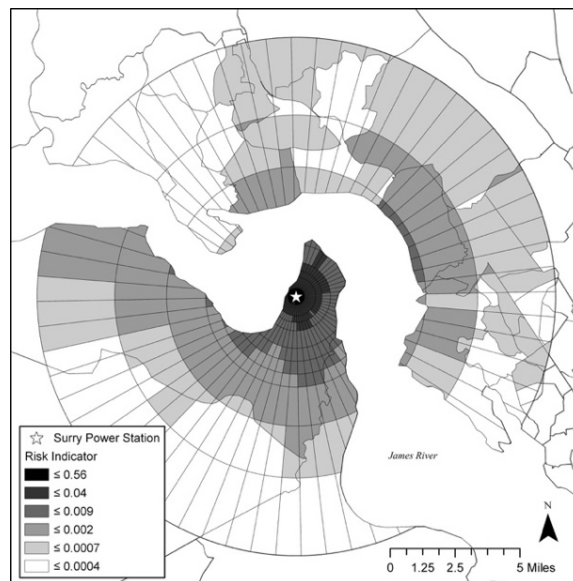 James River
Surry Power Station
Risk Indicator
≤ 0.56
≤ 0.04
≤ 0.009
≤ 0.002
≤ 0.0007
≤ 0.0004
N
0 1.25 2.5 5 Miles